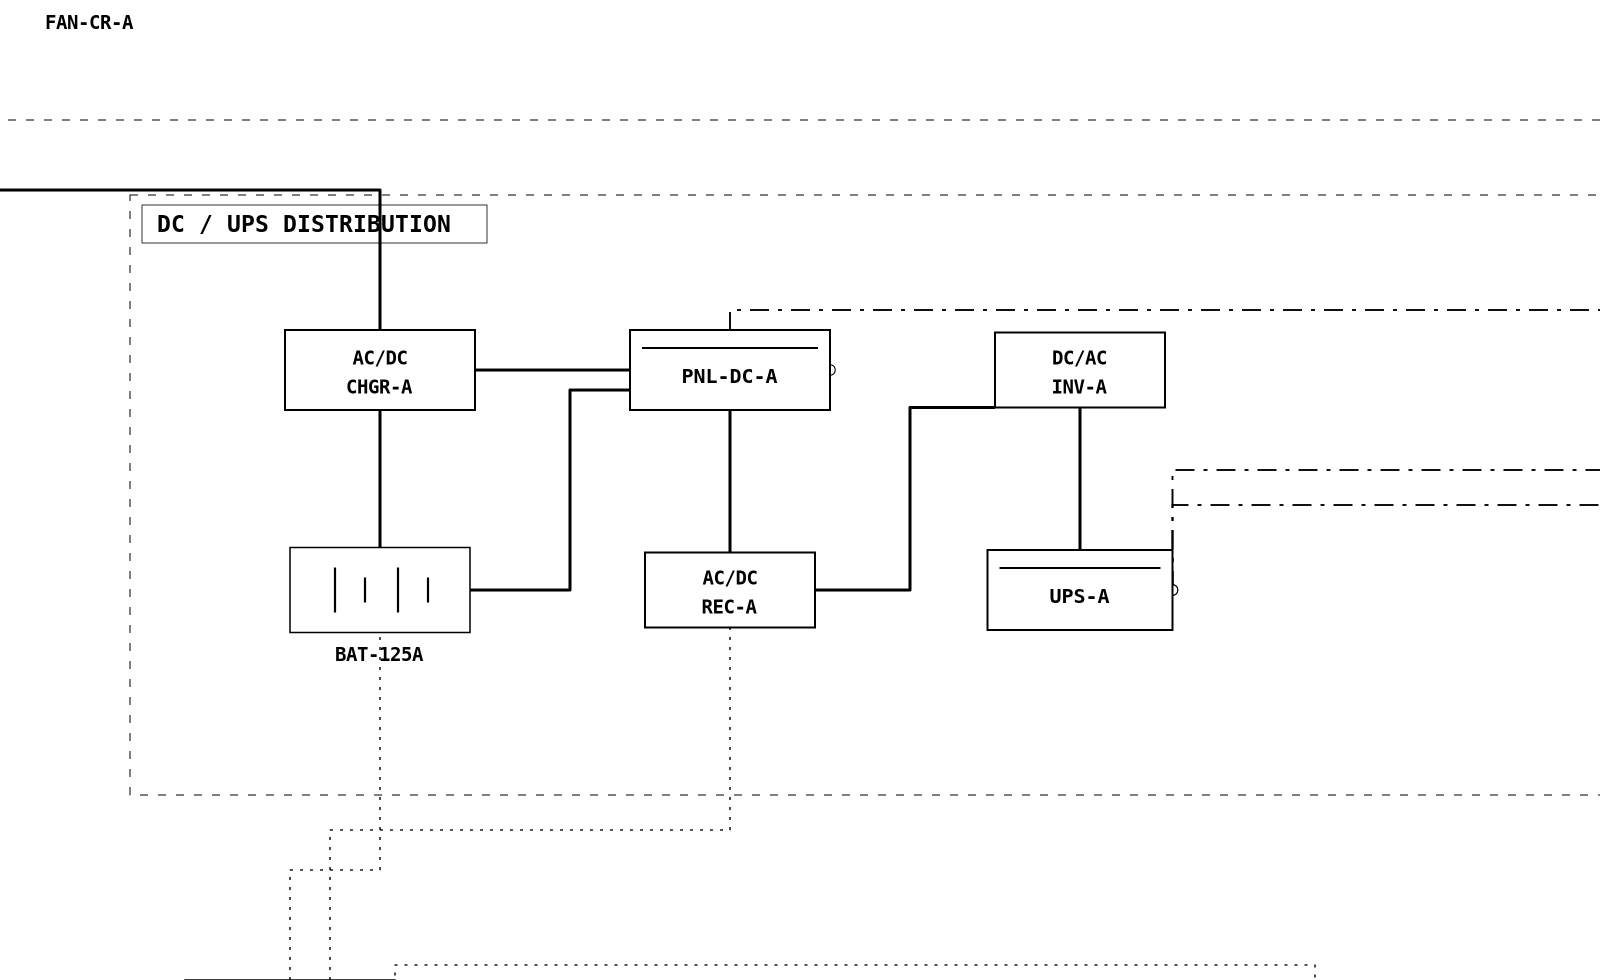 FAN-CR-A
DC / UPS DISTRIBUTION
AC/DC
CHGR-A
PNL-DC-A
DC/AC
INV-A
BAT-125A
AC/DC
REC-A
UPS-A